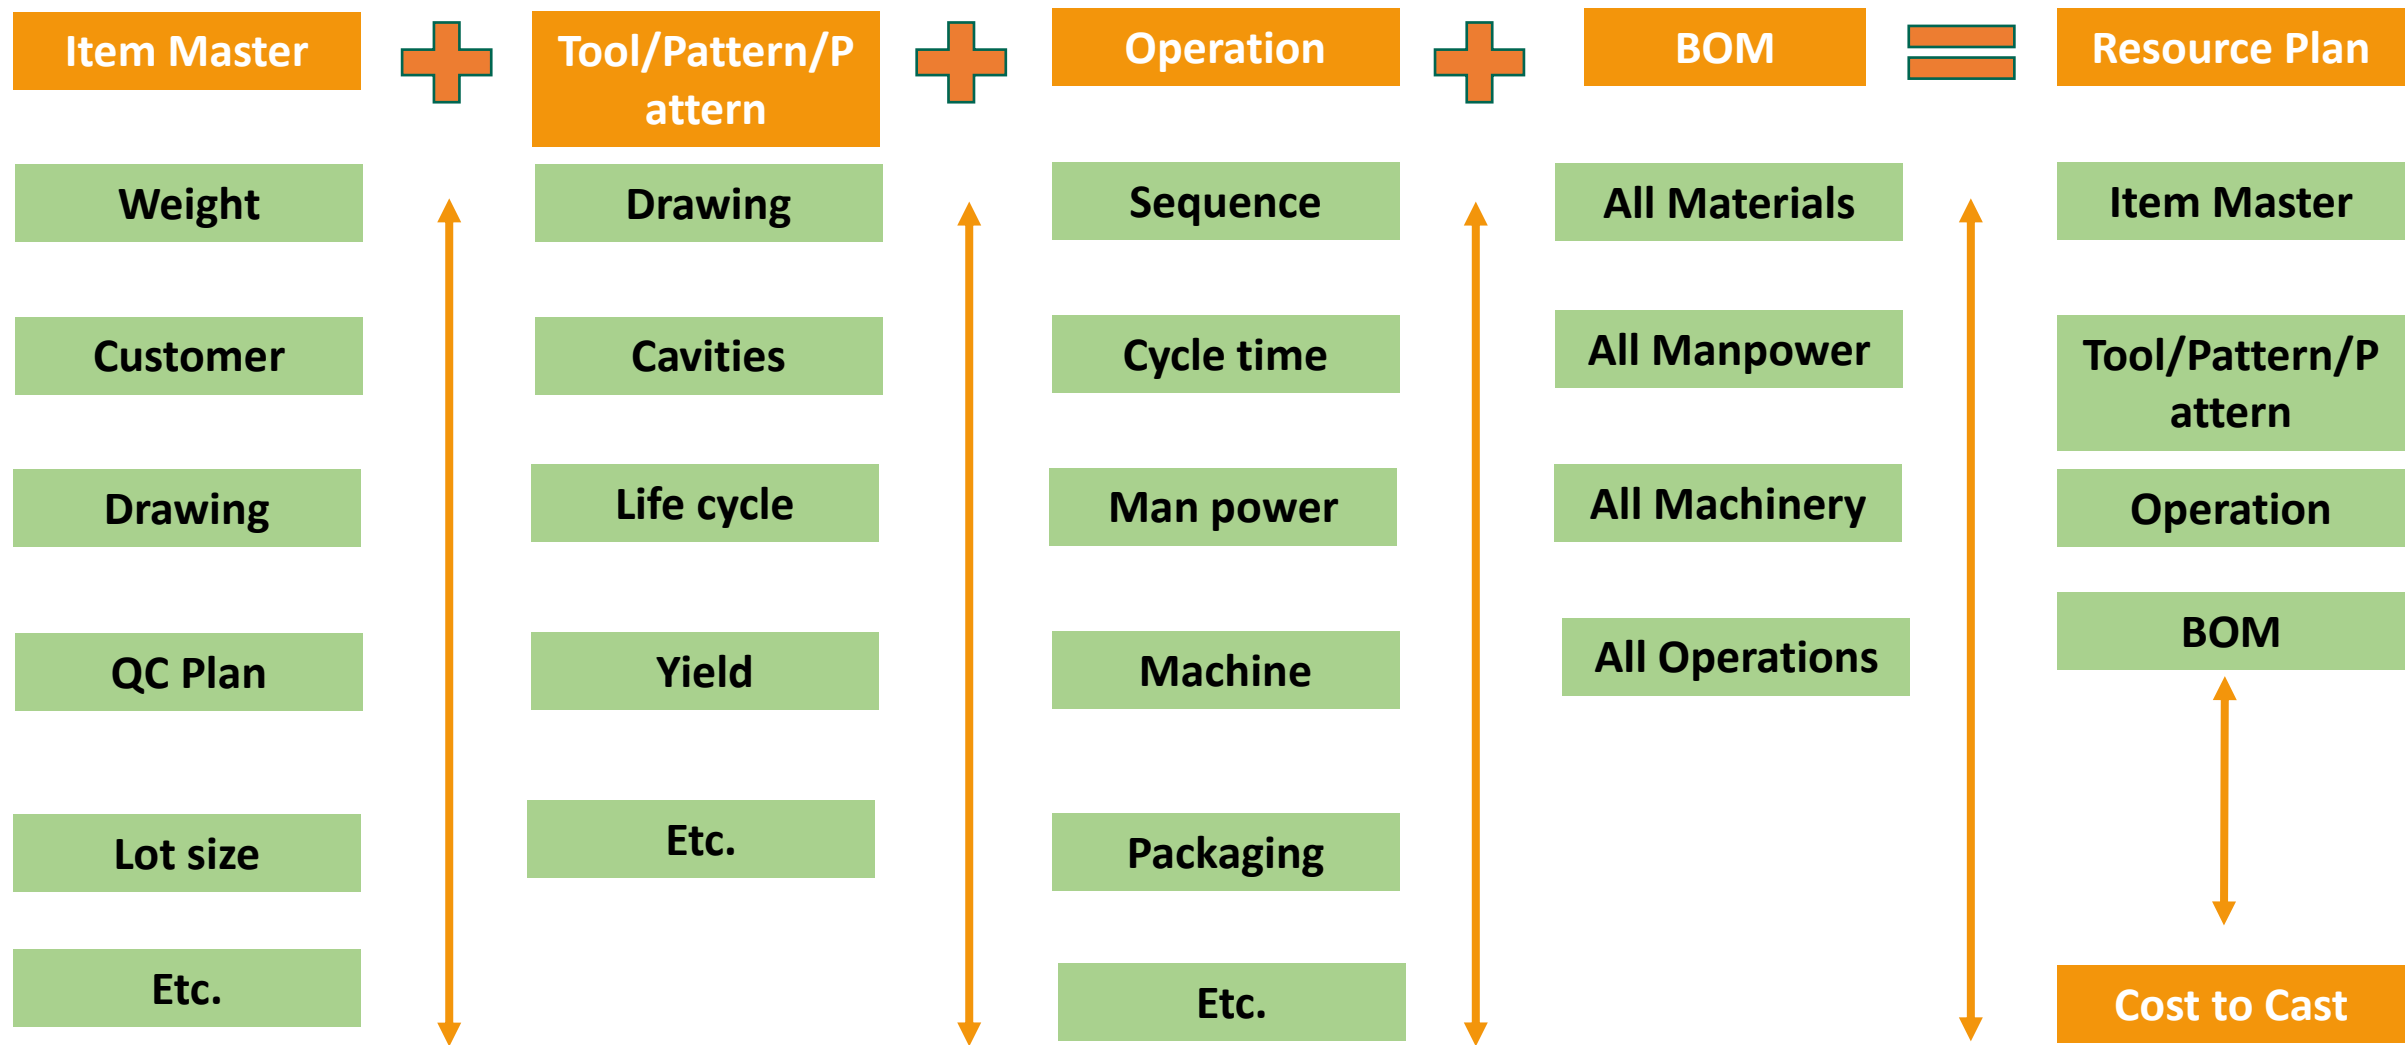 Item Master
Tool/Pattern/P
attern
Operation
BOM
Resource Plan
Weight
Customer
Drawing
QC Plan
Lot size
Etc.
Drawing
Cavities
Life cycle
Yield
Etc.
Sequence
Cycle time
Man power
Machine
Packaging
Etc.
All Materials
All Manpower
All Machinery
All Operations
Item Master
Tool/Pattern/P
attern
Operation
BOM
Cost to Cast